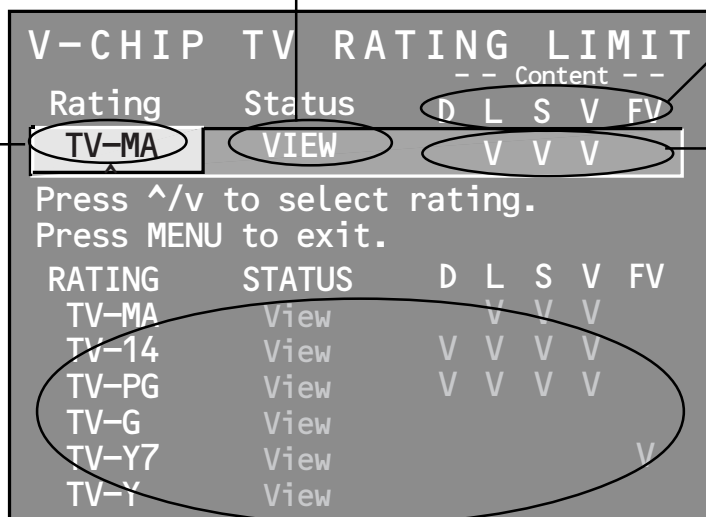 V-CHIP TV RATING LIMIT
-- Content --
Rating Status D L S V FV
TV-MA VIEW V V V
^
Press ^/v to select rating.
Press MENU to exit.
RATING STATUS D L S V FV
TV-MA View V V V
TV-14 View V V V V
TV-PG View V V V V
TV-G View
TV-Y7 View V
TV-Y View